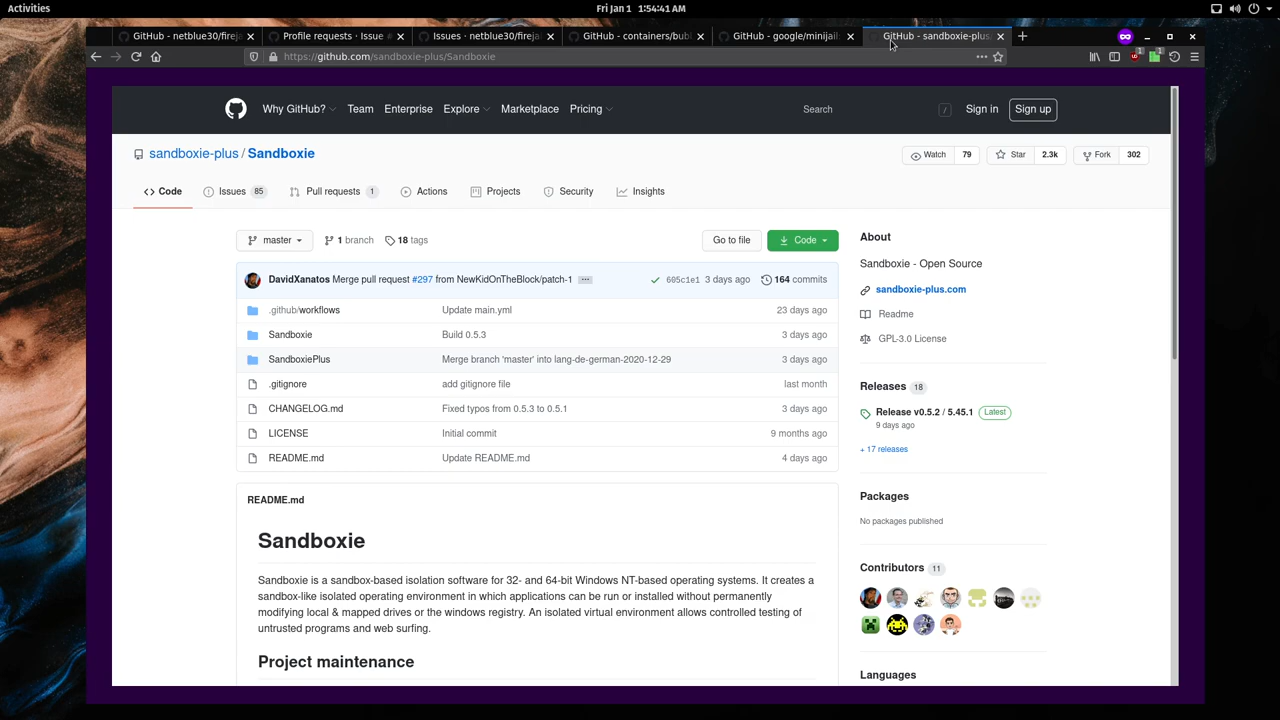 Activities
Fri Jan 1 1:54:41 AM
GitHub - netblue30/fireja
Profile requests · Issue
Issues · netblue30/firejail
GitHub - containers/bubl
GitHub - google/minijail:
GitHub - sandboxie-plus/
https://github.com/sandboxie-plus/Sandboxie
Why GitHub?
Team
Enterprise
Explore
Marketplace
Pricing
Search
/
Sign in
Sign up
sandboxie-plus / Sandboxie
Watch 79
Star 2.3k
Fork 302
Code
Issues 85
Pull requests 1
Actions
Projects
Security
Insights
master
1 branch
18 tags
Go to file
Code
DavidXanatos Merge pull request #297 from NewKidOnTheBlock/patch-1 ... 605c1e1 3 days ago 164 commits
.github/workflows Update main.yml 23 days ago
Sandboxie Build 0.5.3 3 days ago
SandboxiePlus Merge branch 'master' into lang-de-german-2020-12-29 3 days ago
.gitignore add gitignore file last month
CHANGELOG.md Fixed typos from 0.5.3 to 0.5.1 3 days ago
LICENSE Initial commit 9 months ago
README.md Update README.md 4 days ago
README.md
Sandboxie
Sandboxie is a sandbox-based isolation software for 32- and 64-bit Windows NT-based operating systems. It creates a
sandbox-like isolated operating environment in which applications can be run or installed without permanently
modifying local & mapped drives or the windows registry. An isolated virtual environment allows controlled testing of
untrusted programs and web surfing.
Project maintenance
About
Sandboxie - Open Source
sandboxie-plus.com
Readme
GPL-3.0 License
Releases 18
Release v0.5.2 / 5.45.1 Latest
9 days ago
+ 17 releases
Packages
No packages published
Contributors 11
Languages